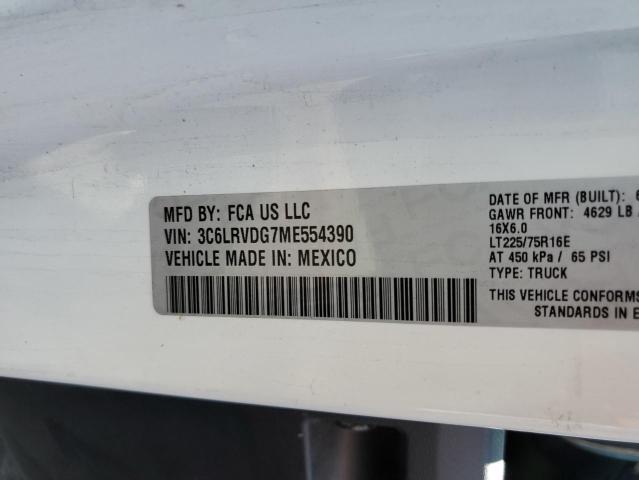 MFD BY: FCA US LLC
VIN: 3C6LRVDG7ME554390
VEHICLE MADE IN: MEXICO
DATE OF MFR (BUILT): 6
GAWR FRONT: 4629 LB
16X6.0
LT225/75R16E
AT 450 kPa / 65 PSI
TYPE: TRUCK
THIS VEHICLE CONFORMS
STANDARDS IN E